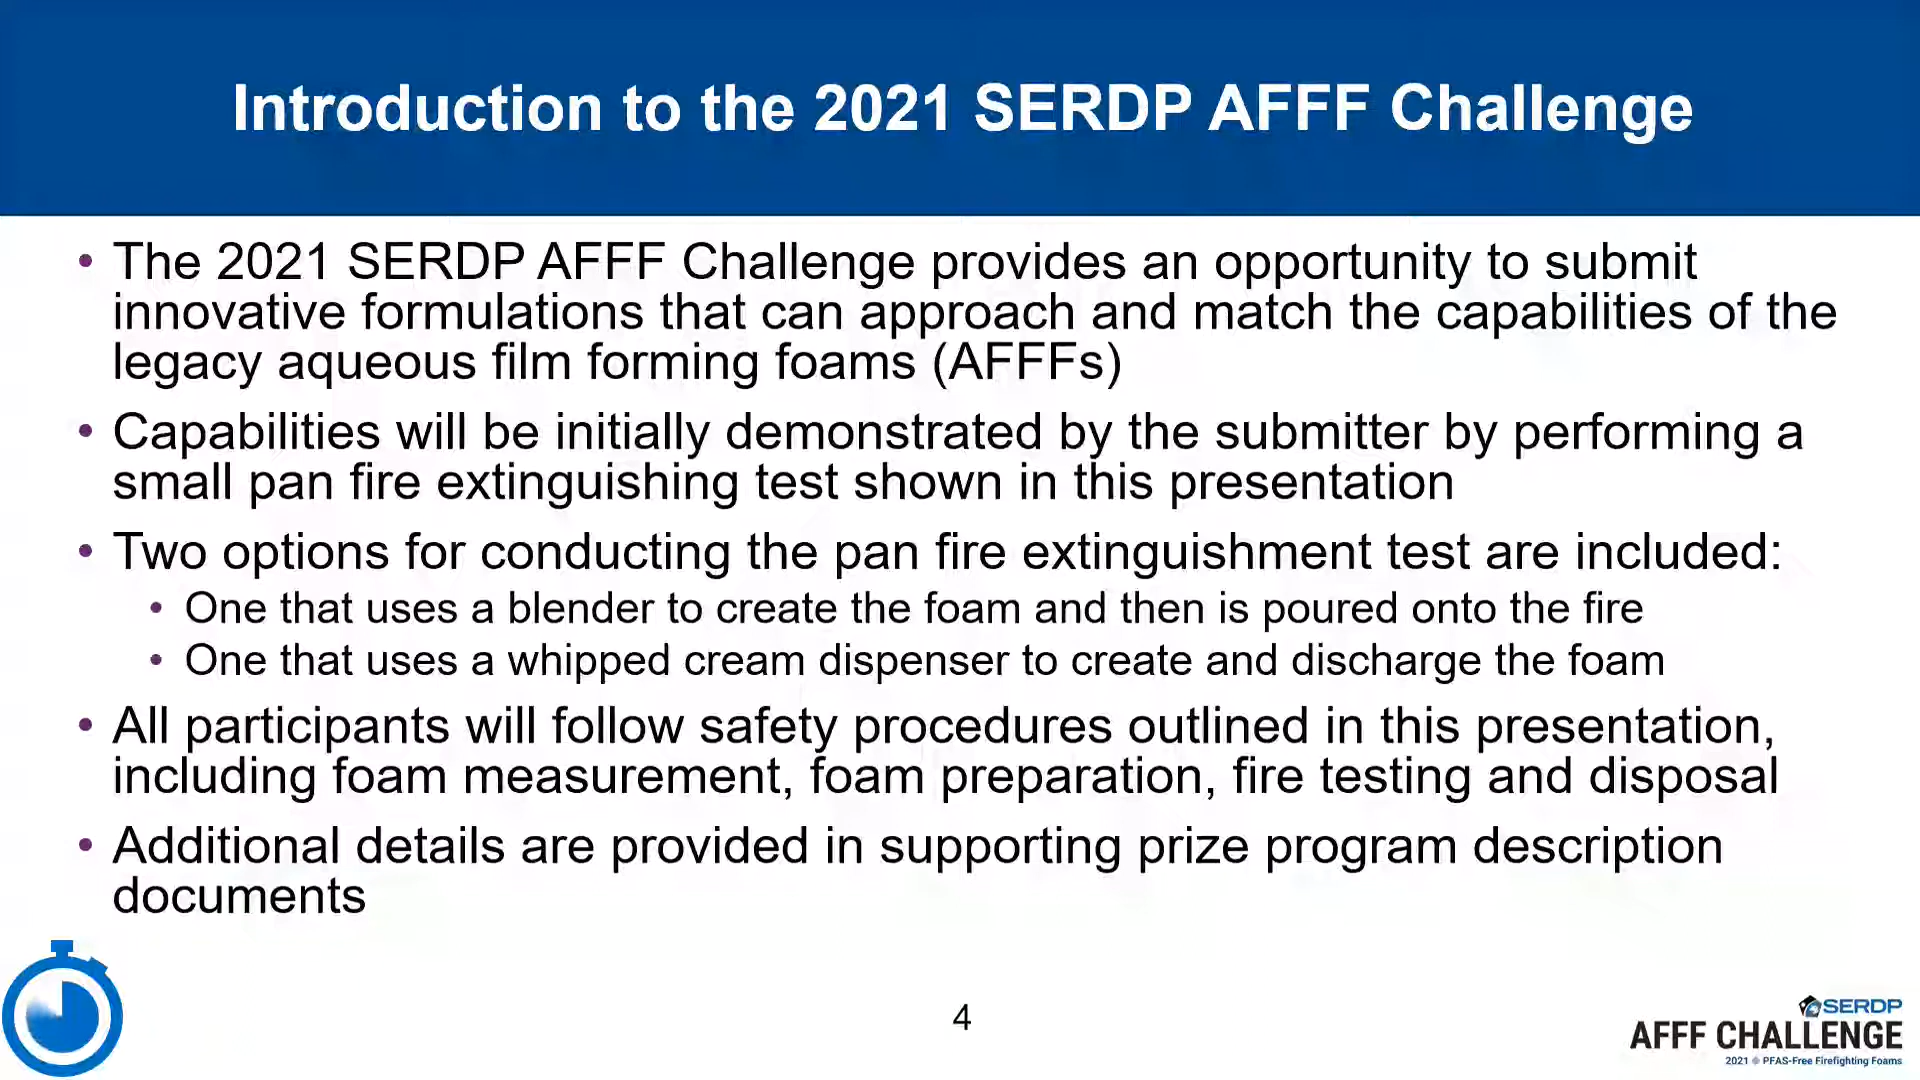 Introduction to the 2021 SERDP AFFF Challenge
• The 2021 SERDP AFFF Challenge provides an opportunity to submit
innovative formulations that can approach and match the capabilities of the
legacy aqueous film forming foams (AFFFs)
• Capabilities will be initially demonstrated by the submitter by performing a
small pan fire extinguishing test shown in this presentation
• Two options for conducting the pan fire extinguishment test are included:
• One that uses a blender to create the foam and then is poured onto the fire
• One that uses a whipped cream dispenser to create and discharge the foam
• All participants will follow safety procedures outlined in this presentation,
including foam measurement, foam preparation, fire testing and disposal
• Additional details are provided in supporting prize program description
documents
4
SERDP
AFFF CHALLENGE
2021 PFAS-Free Firefighting Foams